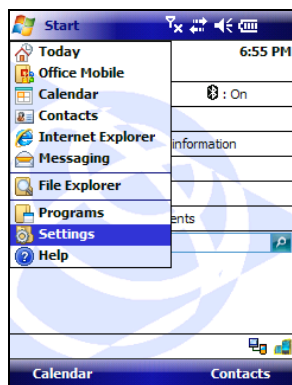 Start
Today
6:55 PM
Office Mobile
Calendar
: On
Contacts
Internet Explorer
information
Messaging
File Explorer
Programs
ents
Settings
Help
Calendar
Contacts